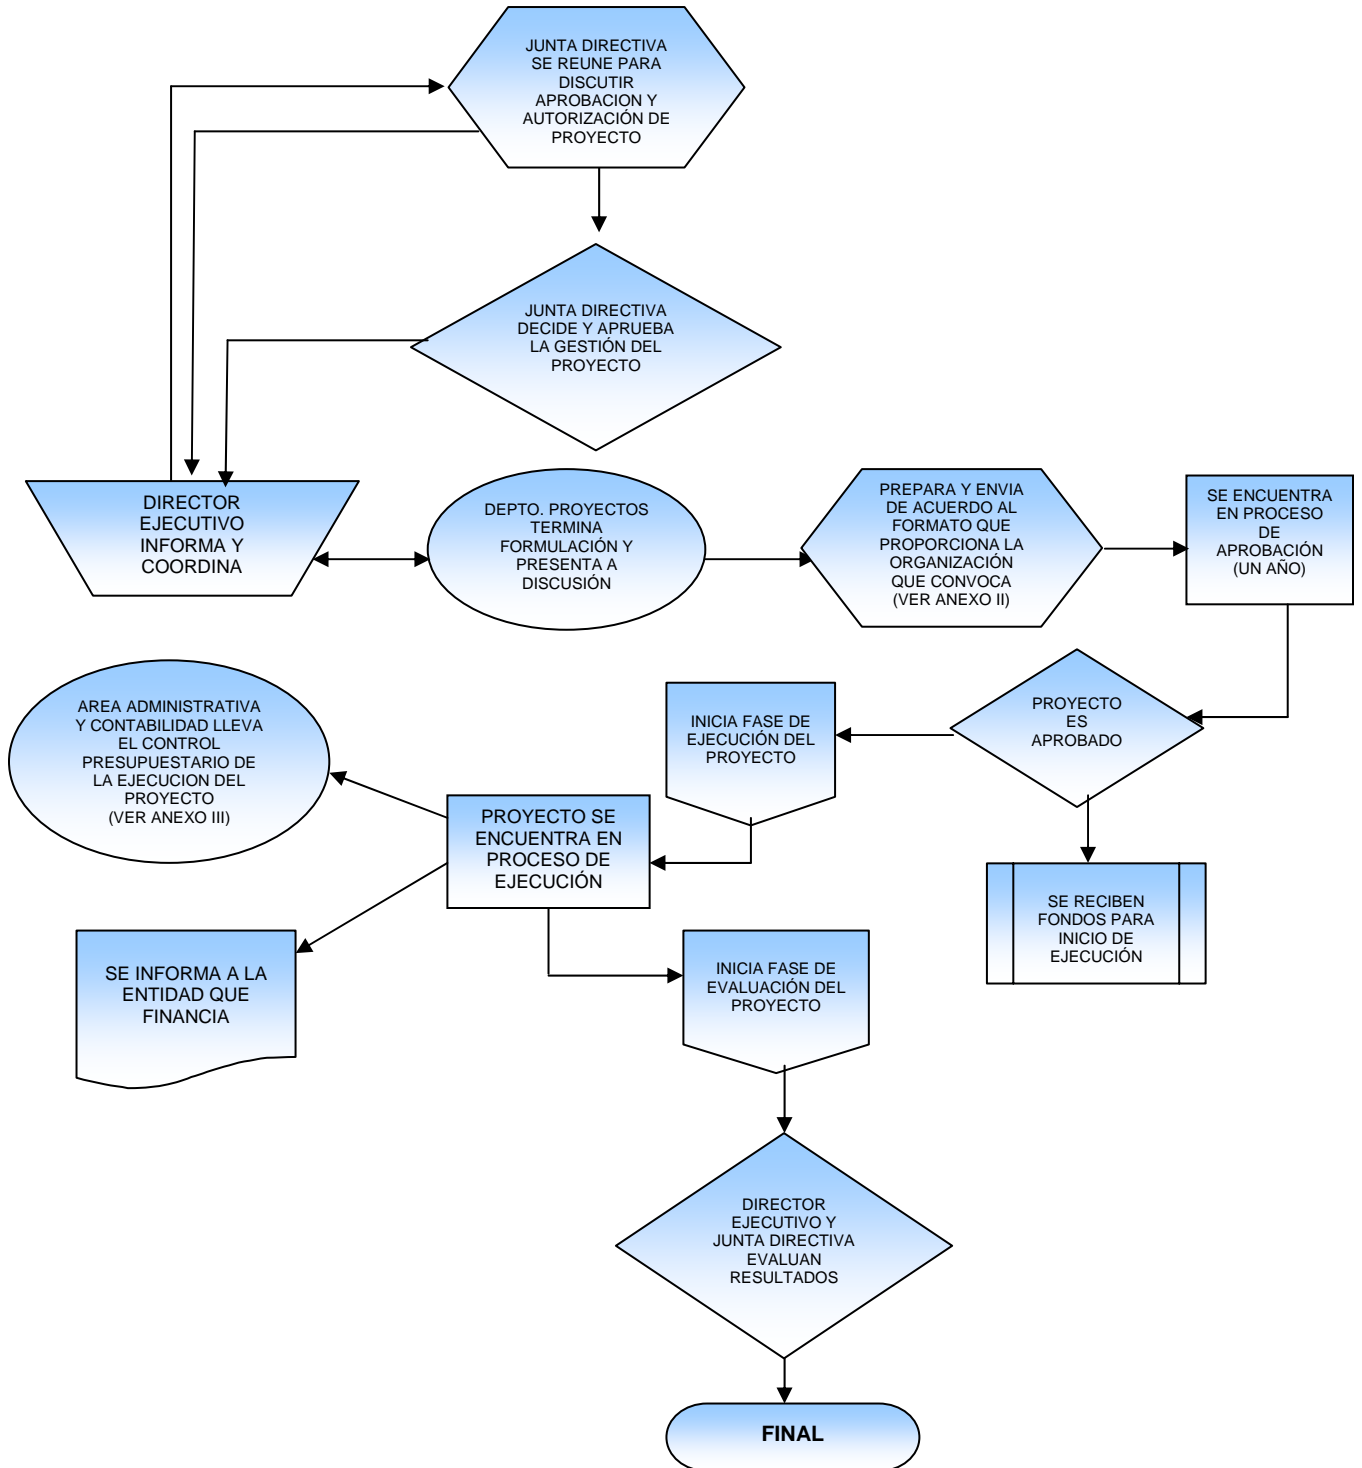 JUNTA DIRECTIVA
SE REUNE PARA
DISCUTIR
APROBACION Y
AUTORIZACIÓN DE
PROYECTO
JUNTA DIRECTIVA
DECIDE Y APRUEBA
LA GESTIÓN DEL
PROYECTO
DIRECTOR
EJECUTIVO
INFORMA Y
COORDINA
DEPTO. PROYECTOS
TERMINA
FORMULACIÓN Y
PRESENTA A
DISCUSIÓN
PREPARA Y ENVIA
DE ACUERDO AL
FORMATO QUE
PROPORCIONA LA
ORGANIZACIÓN
QUE CONVOCA
(VER ANEXO II)
SE ENCUENTRA
EN PROCESO
DE
APROBACIÓN
(UN AÑO)
PROYECTO
ES
APROBADO
INICIA FASE DE
EJECUCIÓN DEL
PROYECTO
AREA ADMINISTRATIVA
Y CONTABILIDAD LLEVA
EL CONTROL
PRESUPUESTARIO DE
LA EJECUCION DEL
PROYECTO
(VER ANEXO III)
PROYECTO SE
ENCUENTRA EN
PROCESO DE
EJECUCIÓN
SE RECIBEN
FONDOS PARA
INICIO DE
EJECUCIÓN
SE INFORMA A LA
ENTIDAD QUE
FINANCIA
INICIA FASE DE
EVALUACIÓN DEL
PROYECTO
DIRECTOR
EJECUTIVO Y
JUNTA DIRECTIVA
EVALUAN
RESULTADOS
FINAL